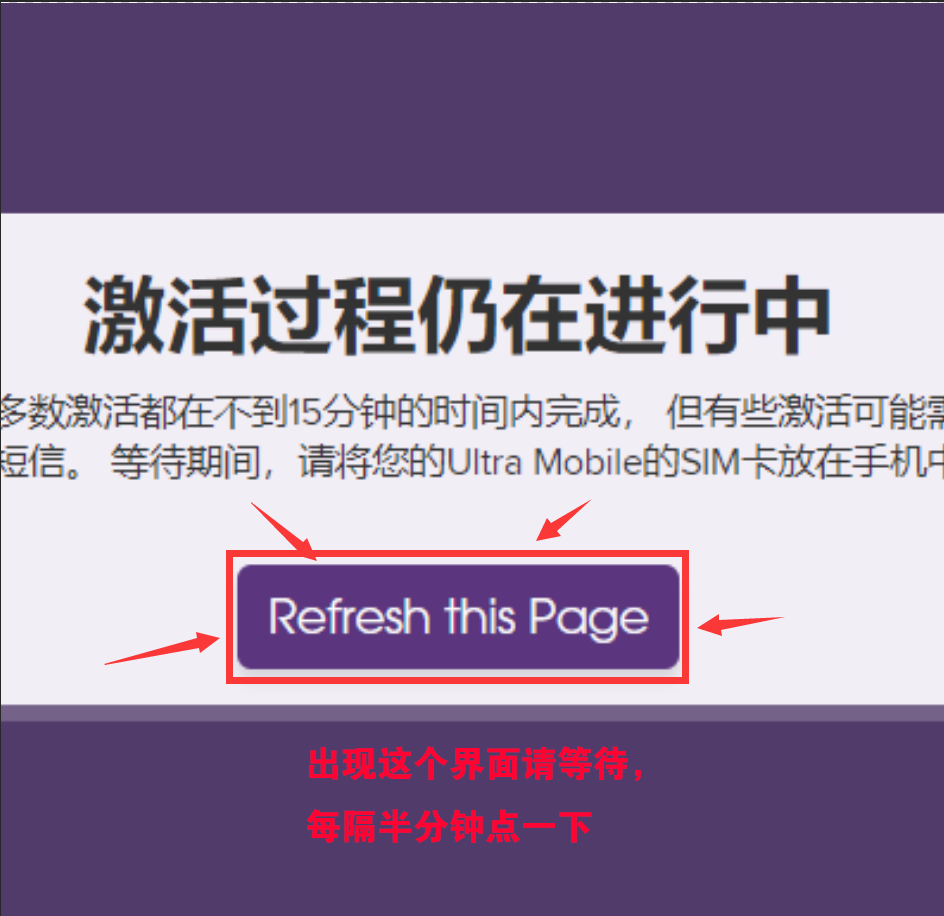 激活过程仍在进行中
多数激活都在不到15分钟的时间内完成， 但有些激活可能需
短信。 等待期间，请将您的Ultra Mobile的SIM卡放在手机中
Refresh this Page
出现这个界面请等待，
每隔半分钟点一下